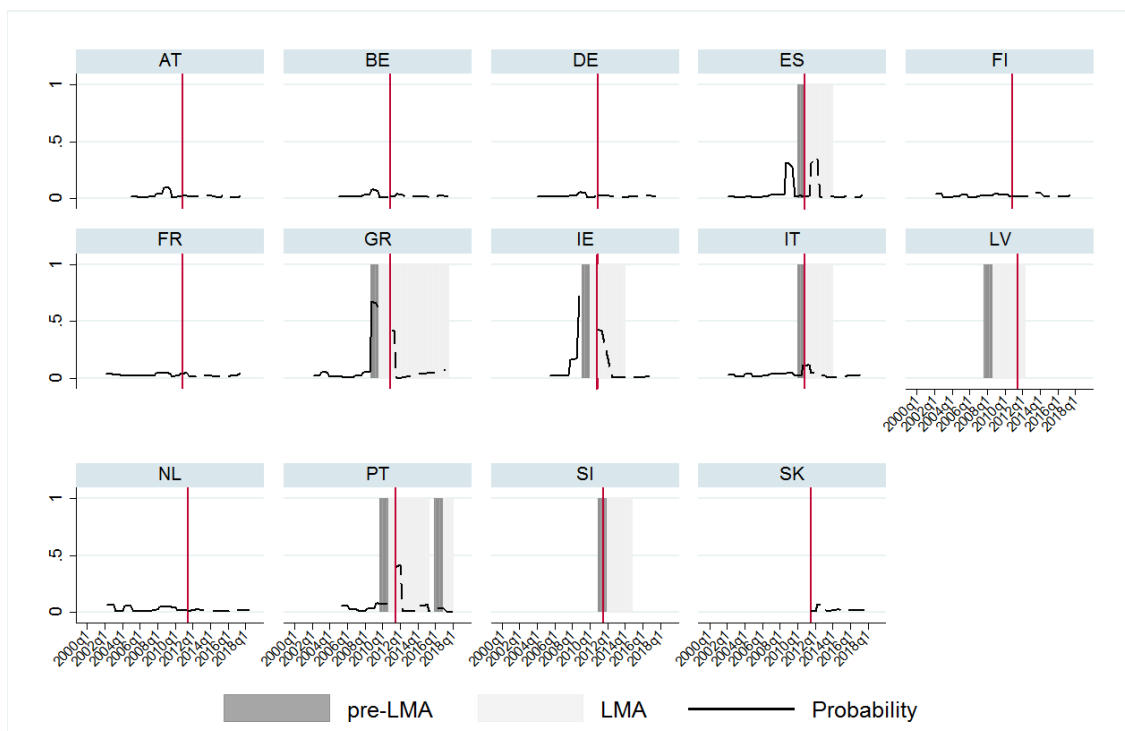 AT BE DE ES FI
1
.5
0
FR GR IE IT LV
1
.5
0
2000q1 2002q1 2004q1 2006q1 2008q1 2010q1 2012q1 2014q1 2016q1 2018q1
NL PT SI SK
1
.5
0
2000q1 2002q1 2004q1 2006q1 2008q1 2010q1 2012q1 2014q1 2016q1 2018q1 2000q1 2002q1 2004q1 2006q1 2008q1 2010q1 2012q1 2014q1 2016q1 2018q1 2000q1 2002q1 2004q1 2006q1 2008q1 2010q1 2012q1 2014q1 2016q1 2018q1 2000q1 2002q1 2004q1 2006q1 2008q1 2010q1 2012q1 2014q1 2016q1 2018q1
pre-LMA LMA Probability